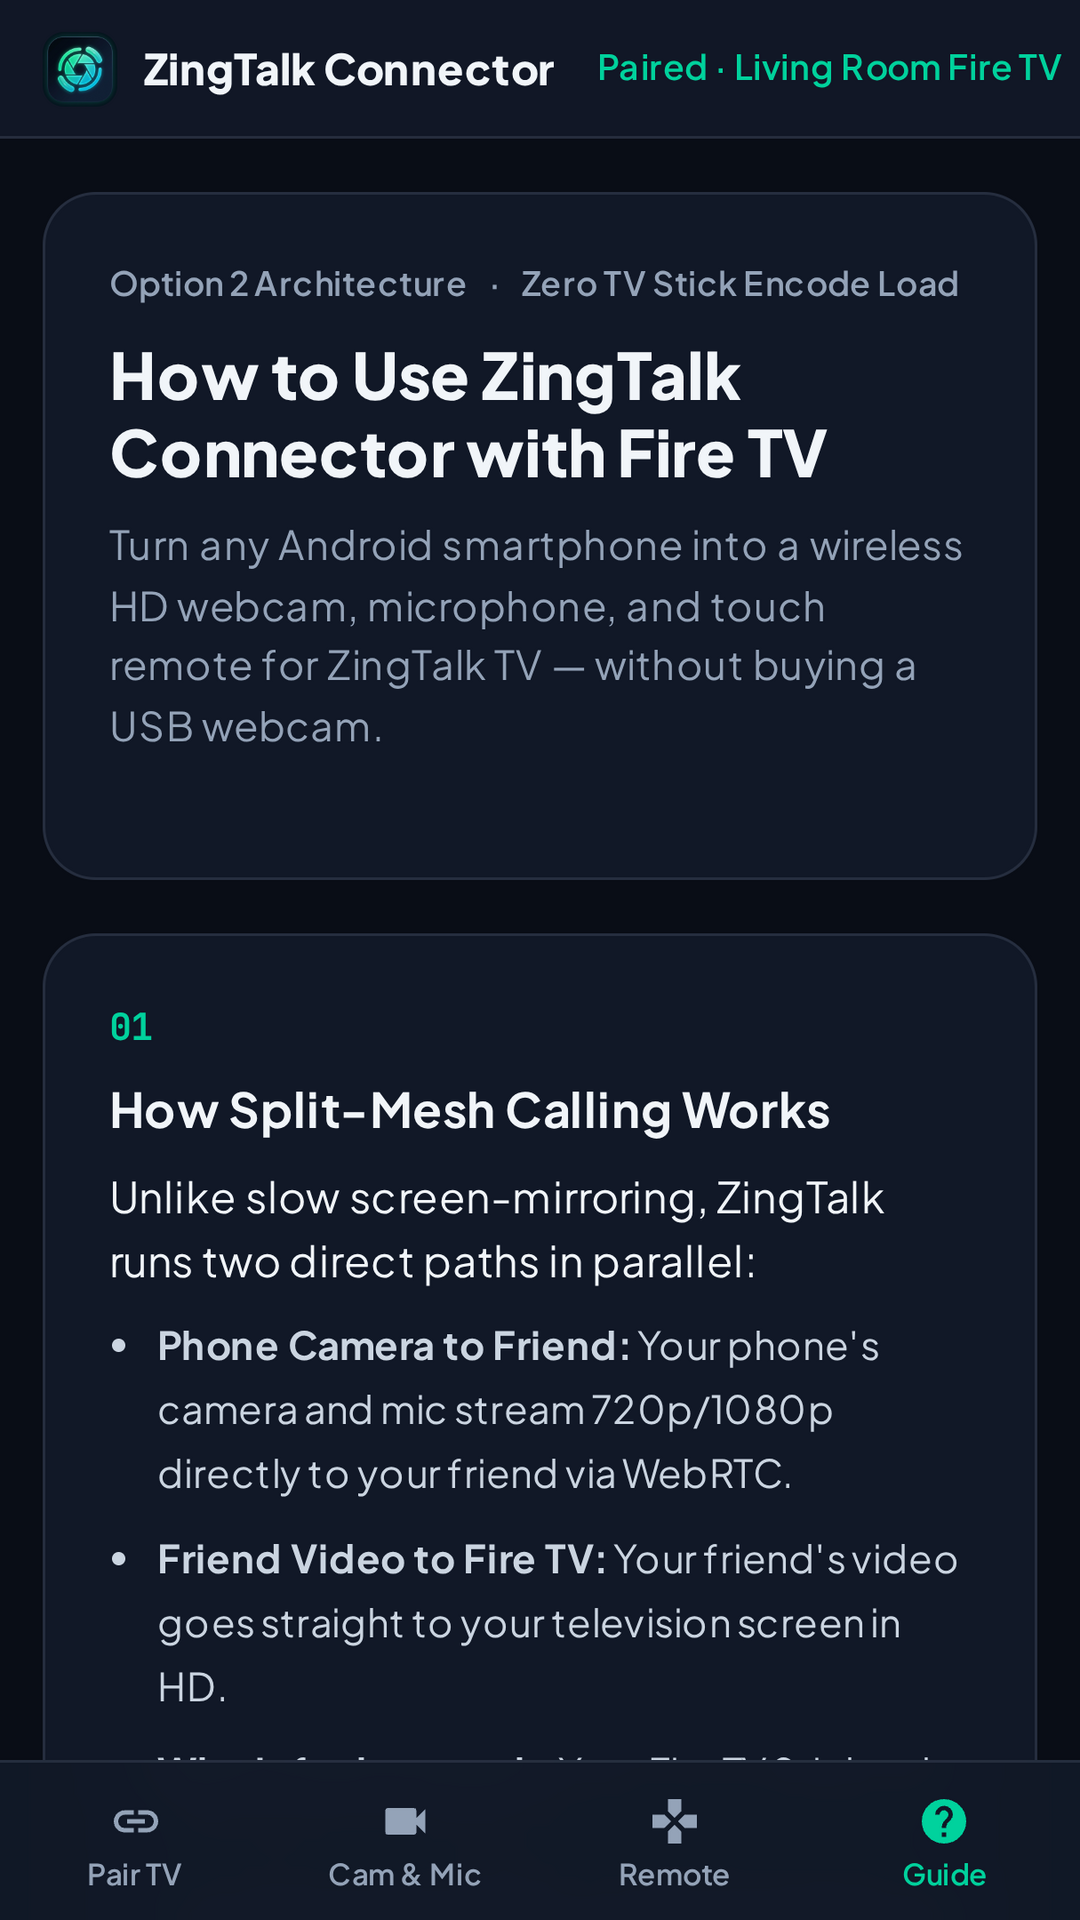 ZingTalk Connector
Paired · Living Room Fire TV
Option 2 Architecture · Zero TV Stick Encode Load
How to Use ZingTalk
Connector with Fire TV
Turn any Android smartphone into a wireless
HD webcam, microphone, and touch
remote for ZingTalk TV — without buying a
USB webcam.
01
How Split-Mesh Calling Works
Unlike slow screen-mirroring, ZingTalk
runs two direct paths in parallel:
• Phone Camera to Friend: Your phone's
camera and mic stream 720p/1080p
directly to your friend via WebRTC.
• Friend Video to Fire TV: Your friend's video
goes straight to your television screen in
HD.
Pair TV
Cam & Mic
Remote
Guide